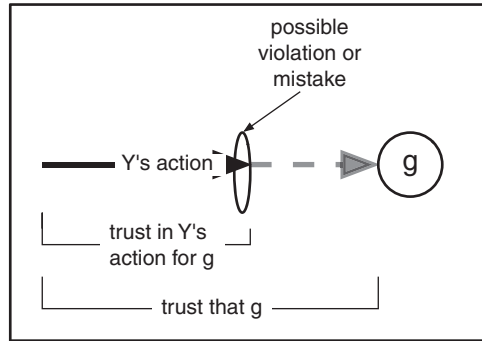 possible
violation or
mistake
Y's action
g
trust in Y's
action for g
trust that g